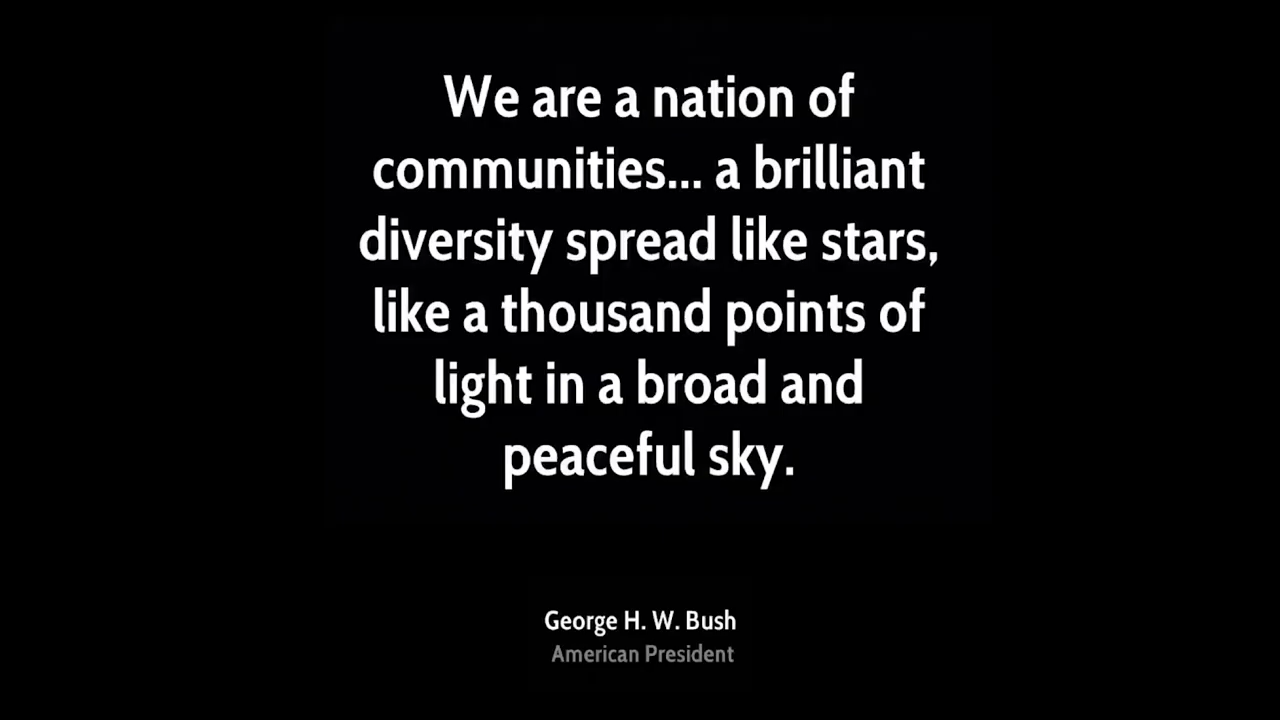 We are a nation of
communities... a brilliant
diversity spread like stars,
like a thousand points of
light in a broad and
peaceful sky.
George H. W. Bush
American President